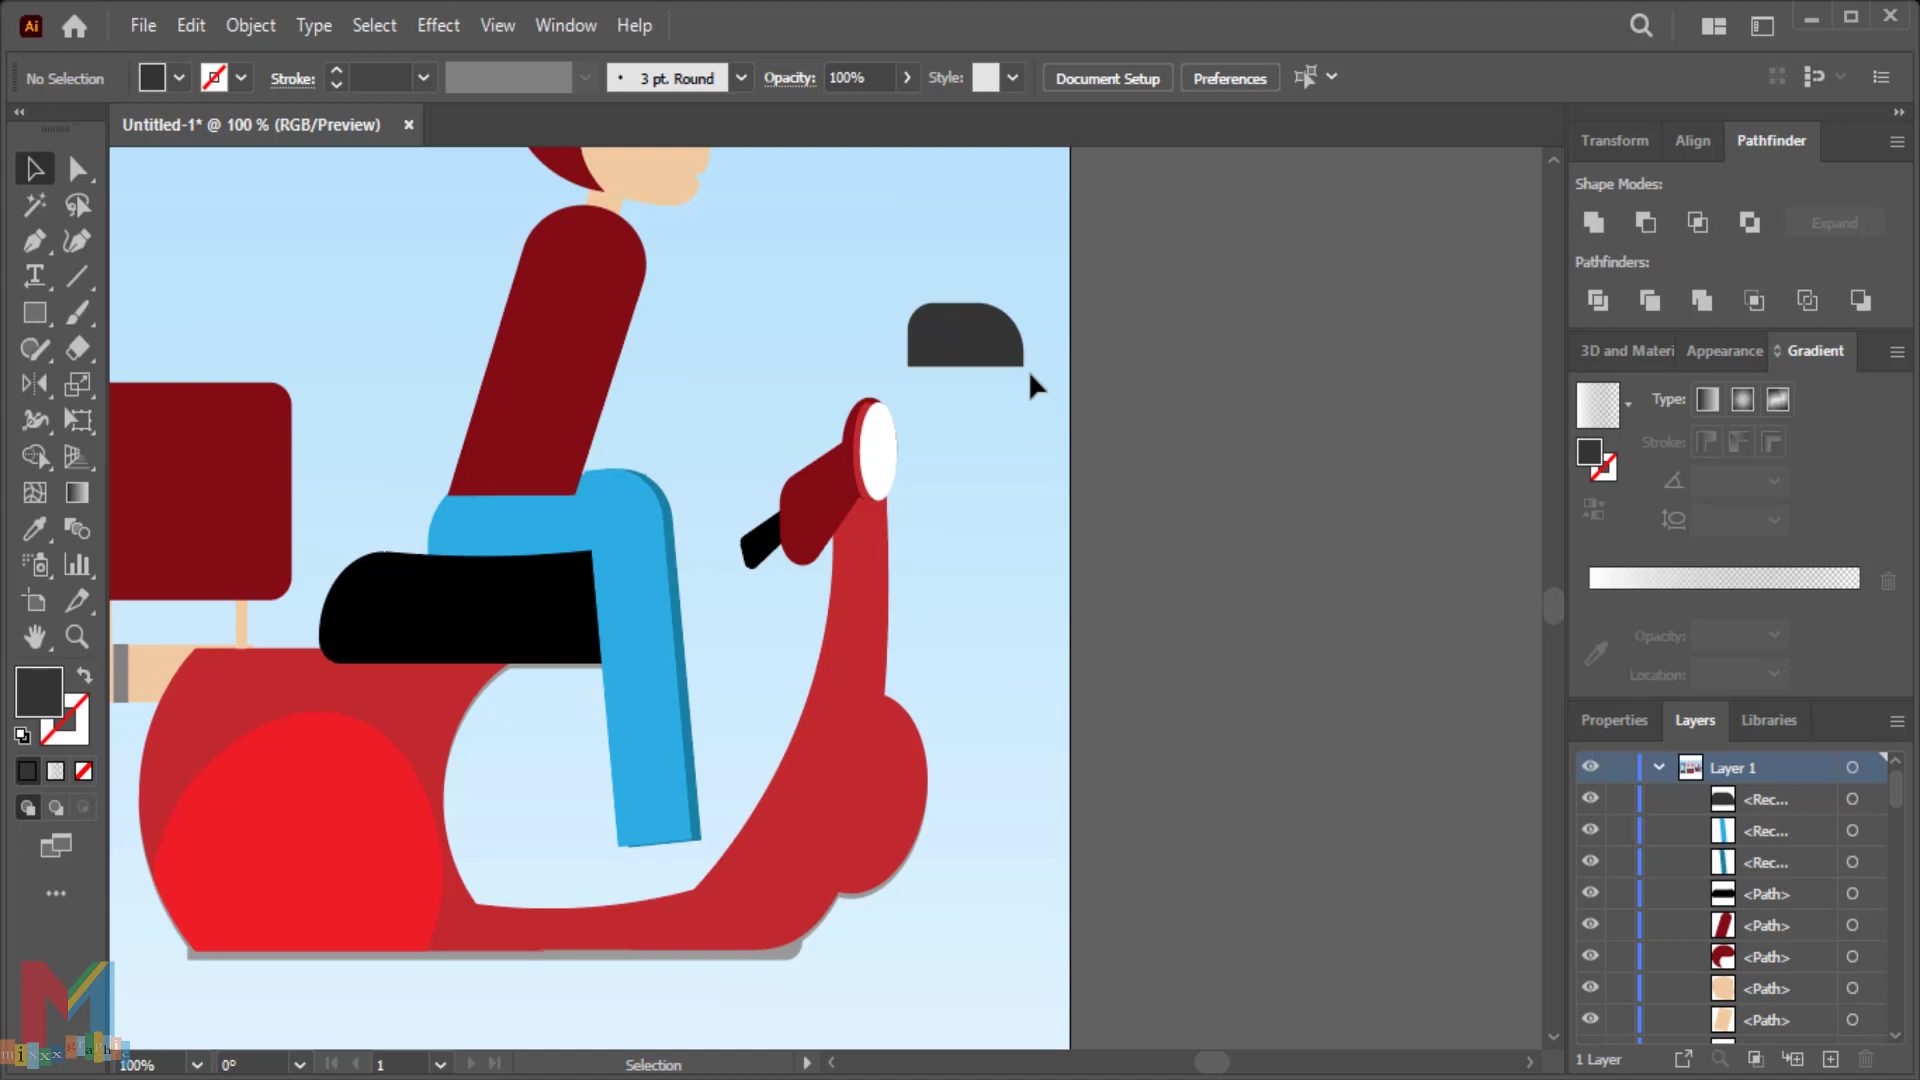 Ai File Edit Object Type Select Effect View Window Help
No Selection Stroke: 3 pt. Round Opacity: 100% Style: Document Setup Preferences
Untitled-1* @ 100 % (RGB/Preview) ×
Transform Align Pathfinder
Shape Modes:
Expand
Pathfinders:
3D and Materi Appearance Gradient
Type:
Stroke:
Opacity:
Location:
Properties Layers Libraries
Layer 1
<Rec...
<Rec...
<Rec...
<Path>
<Path>
<Path>
<Path>
<Path>
1 Layer
mixxxgraphic
100% 0° 1 Selection